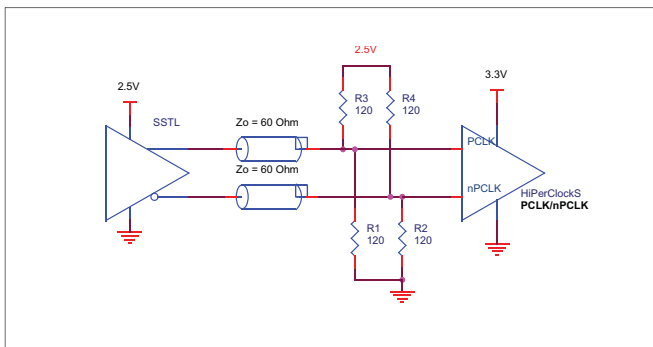 2.5V
3.3V
2.5V
SSTL
Zo = 60 Ohm
R3
120
R4
120
PCLK
Zo = 60 Ohm
nPCLK
HiPerClockS
PCLK/nPCLK
R1
120
R2
120